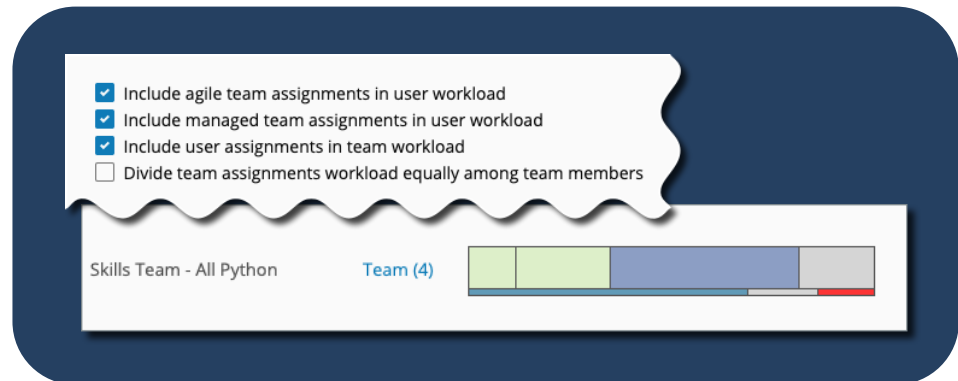 Include agile team assignments in user workload
Include managed team assignments in user workload
Include user assignments in team workload
Divide team assignments workload equally among team members
Skills Team - All Python Team (4)